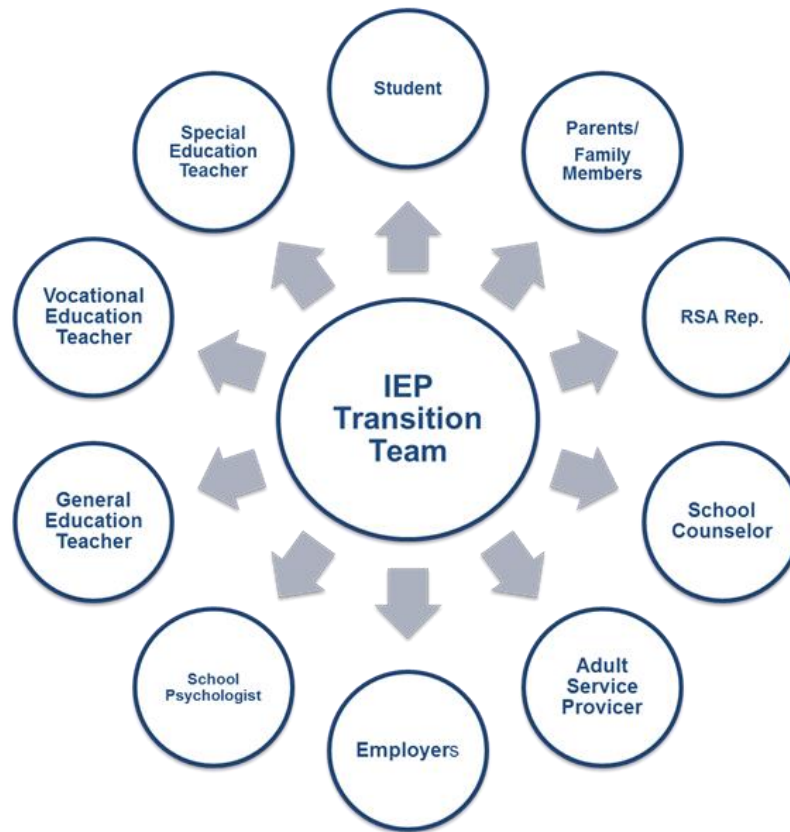 Student
Parents/
Family
Members
RSA Rep.
School
Counselor
Adult
Service
Provicer
Employers
School
Psychologist
General
Education
Teacher
Vocational
Education
Teacher
Special
Education
Teacher
IEP
Transition
Team